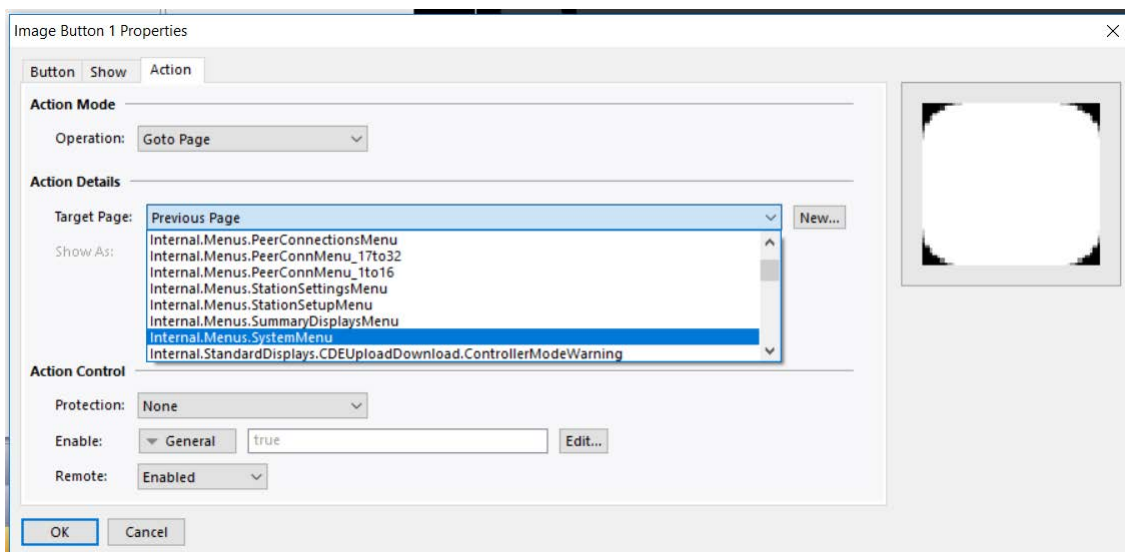 Image Button 1 Properties
Button Show Action
Action Mode
Operation: Goto Page
Action Details
Target Page: Previous Page New...
Show As:
Internal.Menus.PeerConnectionsMenu
Internal.Menus.PeerConnMenu_17to32
Internal.Menus.PeerConnMenu_1to16
Internal.Menus.StationSettingsMenu
Internal.Menus.StationSetupMenu
Internal.Menus.SummaryDisplaysMenu
Internal.Menus.SystemMenu
Internal.StandardDisplays.CDEUploadDownload.ControllerModeWarning
Action Control
Protection: None
Enable: General true Edit...
Remote: Enabled
OK Cancel